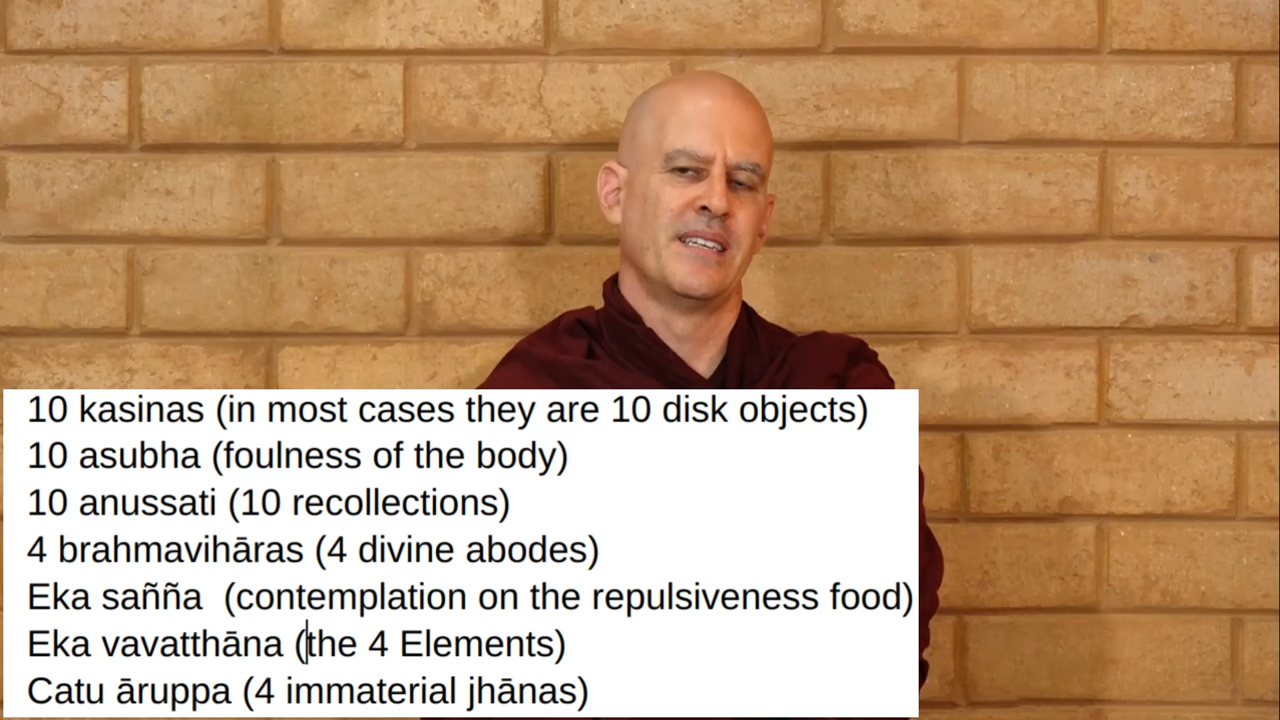 10 kasinas (in most cases they are 10 disk objects)
10 asubha (foulness of the body)
10 anussati (10 recollections)
4 brahmavihāras (4 divine abodes)
Eka sañña  (contemplation on the repulsiveness food)
Eka vavatthāna (the 4 Elements)
Catu āruppa (4 immaterial jhānas)